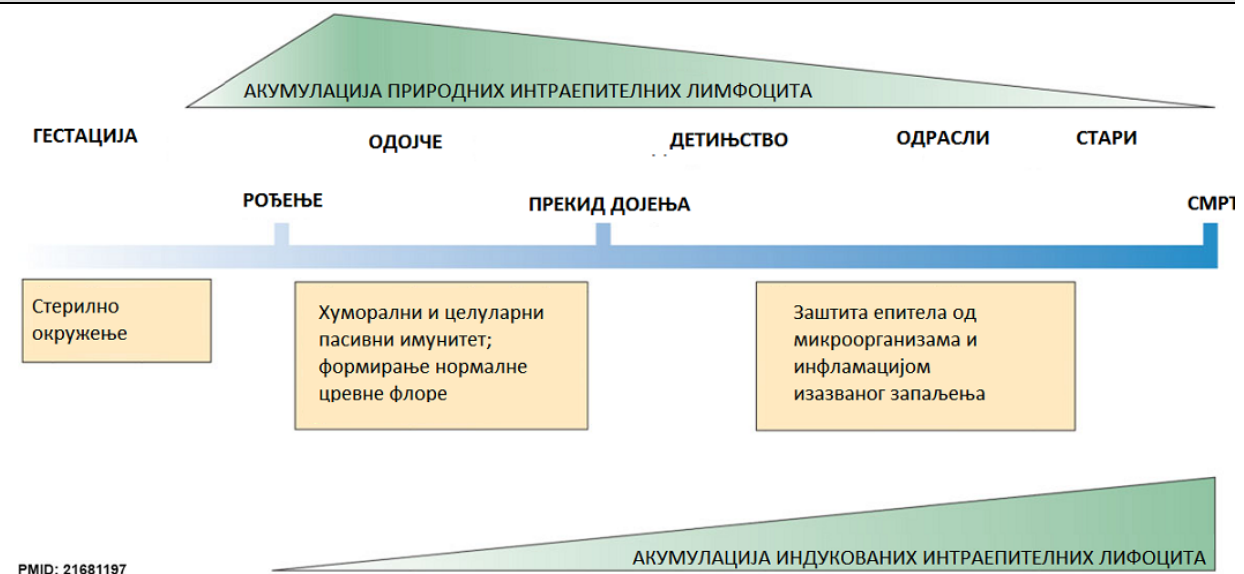 АКУМУЛАЦИЈА ПРИРОДНИХ ИНТРАЕПИТЕЛНИХ ЛИМФОЦИТА
ГЕСТАЦИЈА
ОДОЈЧЕ
ДЕТИЊСТВО
ОДРАСЛИ
СТАРИ
РОЂЕЊЕ
ПРЕКИД ДОЈЕЊА
СМРТ
Стерилно
окружење
Хуморални и целуларни
пасивни имунитет;
формирање нормалне
цревне флоре
Заштита епитела од
микроорганизама и
инфламацијом
изазваног запаљења
АКУМУЛАЦИЈА ИНДУКОВАНИХ ИНТРАЕПИТЕЛНИХ ЛИФОЦИТА
PMID: 21681197